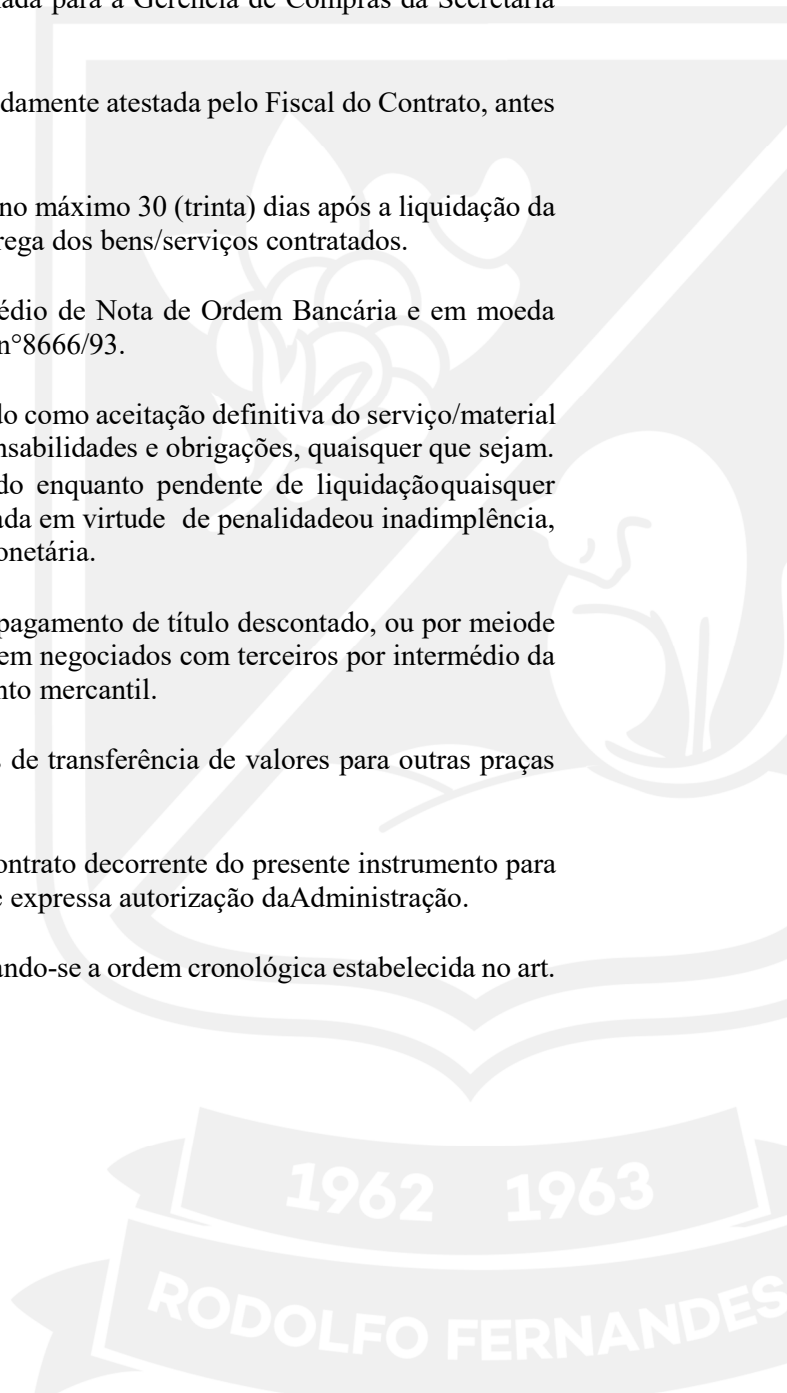 para a Gerência de Compras da Secretaria
damente atestada pelo Fiscal do Contrato, antes
no máximo 30 (trinta) dias após a liquidação da
rega dos bens/serviços contratados.
édio de Nota de Ordem Bancária e em moeda
n°8666/93.
do como aceitação definitiva do serviço/material
nsabilidades e obrigações, quaisquer que sejam.
do enquanto pendente de liquidaçãoquaisquer
ada em virtude de penalidadeou inadimplência,
onetária.
pagamento de título descontado, ou por meiode
em negociados com terceiros por intermédio da
nto mercantil.
de transferência de valores para outras praças
ontrato decorrente do presente instrumento para
e expressa autorização daAdministração.
ando-se a ordem cronológica estabelecida no art.
1962 1963
RODOLFO FERNANDES